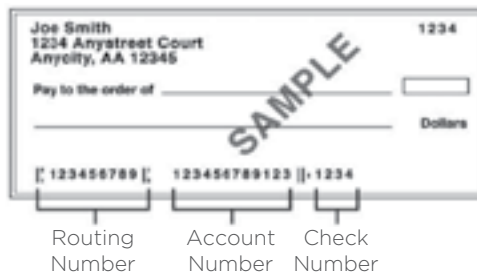 Joe Smith 1234
1234 Anystreet Court
Anycity, AA 12345
Pay to the order of
SAMPLE
Dollars
⑆ 123456789 ⑆ 123456789123 ⑈ 1234
Routing Number
Account Number
Check Number